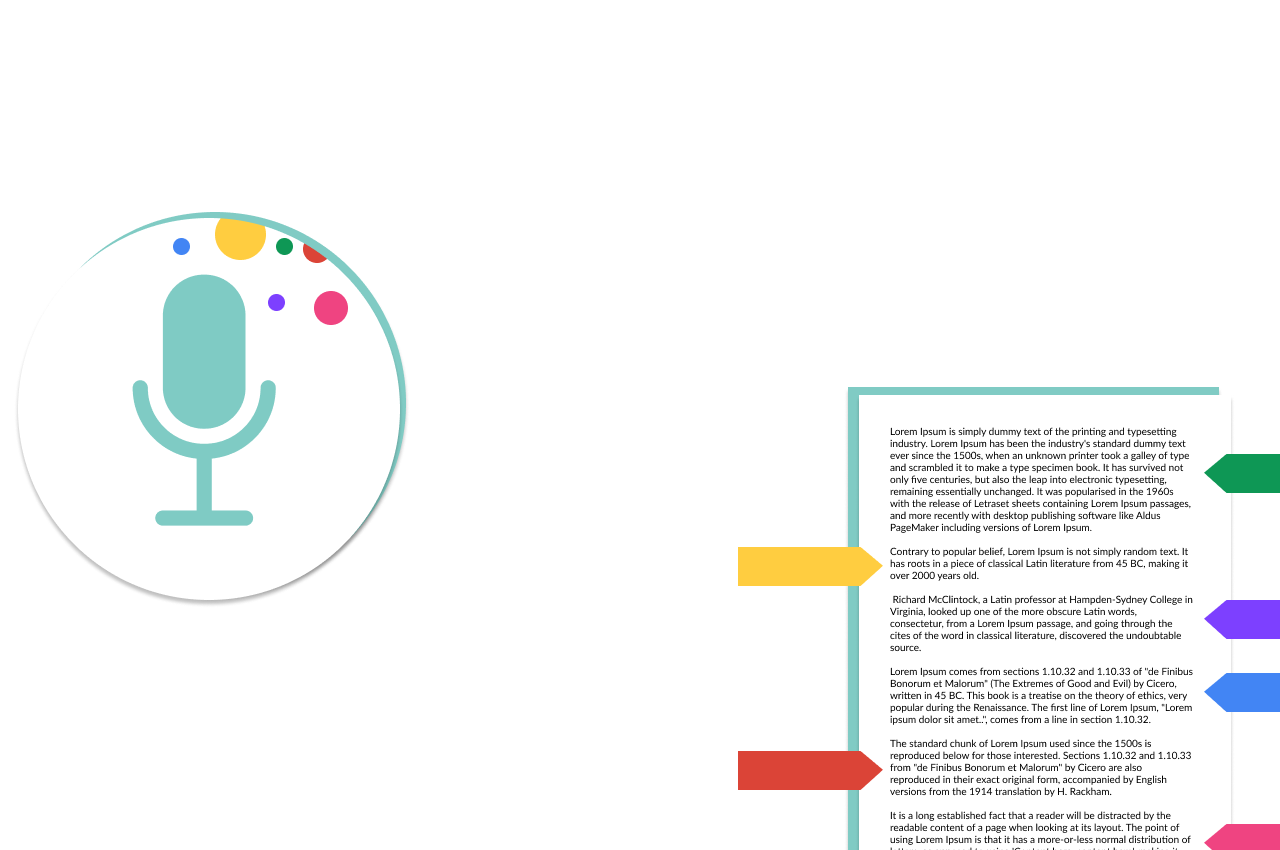 Lorem Ipsum is simply dummy text of the printing and typesetting
industry. Lorem Ipsum has been the industry's standard dummy text
ever since the 1500s, when an unknown printer took a galley of type
and scrambled it to make a type specimen book. It has survived not
only five centuries, but also the leap into electronic typesetting,
remaining essentially unchanged. It was popularised in the 1960s
with the release of Letraset sheets containing Lorem Ipsum passages,
and more recently with desktop publishing software like Aldus
PageMaker including versions of Lorem Ipsum.
Contrary to popular belief, Lorem Ipsum is not simply random text. It
has roots in a piece of classical Latin literature from 45 BC, making it
over 2000 years old.
Richard McClintock, a Latin professor at Hampden-Sydney College in
Virginia, looked up one of the more obscure Latin words,
consectetur, from a Lorem Ipsum passage, and going through the
cites of the word in classical literature, discovered the undoubtable
source.
Lorem Ipsum comes from sections 1.10.32 and 1.10.33 of "de Finibus
Bonorum et Malorum" (The Extremes of Good and Evil) by Cicero,
written in 45 BC. This book is a treatise on the theory of ethics, very
popular during the Renaissance. The first line of Lorem Ipsum, "Lorem
ipsum dolor sit amet..", comes from a line in section 1.10.32.
The standard chunk of Lorem Ipsum used since the 1500s is
reproduced below for those interested. Sections 1.10.32 and 1.10.33
from "de Finibus Bonorum et Malorum" by Cicero are also
reproduced in their exact original form, accompanied by English
versions from the 1914 translation by H. Rackham.
It is a long established fact that a reader will be distracted by the
readable content of a page when looking at its layout. The point of
using Lorem Ipsum is that it has a more-or-less normal distribution of